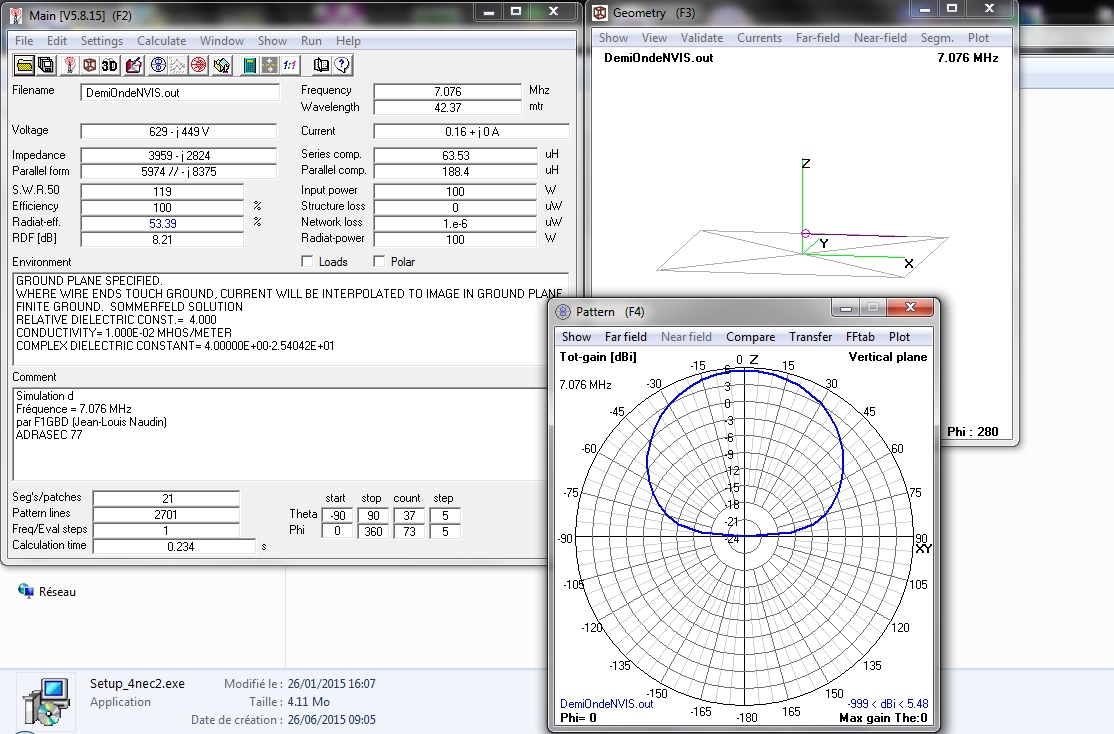 Main [V5.8.15] (F2)
File Edit Settings Calculate Window Show Run Help
3D 1:1
Filename DemiOndeNVIS.out
Frequency 7.076 Mhz
Wavelength 42.37 mtr
Voltage 629 - j 449 V
Current 0.16 + j 0 A
Impedance 3959 - j 2824
Series comp. 63.53 uH
Parallel form 5974 // - j 8375
Parallel comp. 188.4 uH
S.W.R.50 119
Input power 100 W
Efficiency 100 %
Structure loss 0 uW
Radiat-eff. 53.39 %
Network loss 1.e-6 uW
RDF [dB] 8.21
Radiat-power 100 W
Environment
Loads Polar
GROUND PLANE SPECIFIED.
WHERE WIRE ENDS TOUCH GROUND, CURRENT WILL BE INTERPOLATED TO IMAGE IN GROUND PLANE
FINITE GROUND. SOMMERFELD SOLUTION
RELATIVE DIELECTRIC CONST.= 4.000
CONDUCTIVITY= 1.000E-02 MHOS/METER
COMPLEX DIELECTRIC CONSTANT= 4.00000E+00-2.54042E+01
Comment
Simulation d
Fréquence = 7.076 MHz
par F1GBD (Jean-Louis Naudin)
ADRASEC 77
Seg's/patches 21
Pattern lines 2701
Freq/Eval steps 1
Calculation time 0.234 s
start stop count step
Theta -90 90 37 5
Phi 0 360 73 5
Geometry (F3)
Show View Validate Currents Far-field Near-field Segm. Plot
DemiOndeNVIS.out 7.076 MHz
Z
Y
X
Phi : 280
Pattern (F4)
Show Far field Near field Compare Transfer FFtab Plot
Tot-gain [dBi] Vertical plane
7.076 MHz
-15 0 Z 15
-30 30
-45 45
-60 60
-75 75
-90 90
XY
-105 105
-120 120
-135 135
-150 150
-165 -180 165
6
3
0
-3
-6
-9
-12
-15
-18
-21
-24
DemiOndeNVIS.out -999 < dBi < 5.48
Phi= 0 Max gain The:0
Réseau
Setup_4nec2.exe
Application
Modifié le : 26/01/2015 16:07
Taille : 4.11 Mo
Date de création : 26/06/2015 09:05